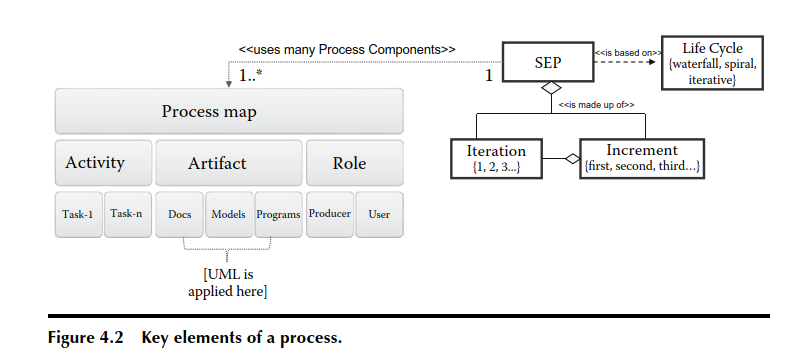 <<uses many Process Components>>
1..*
1
SEP
<<is based on>>
Life Cycle
{waterfall, spiral,
iterative}
<<is made up of>>
Process map
Iteration
{1, 2, 3...}
Increment
{first, second, third...}
Activity
Artifact
Role
Task-1
Task-n
Docs
Models
Programs
Producer
User
[UML is
applied here]
Figure 4.2 Key elements of a process.